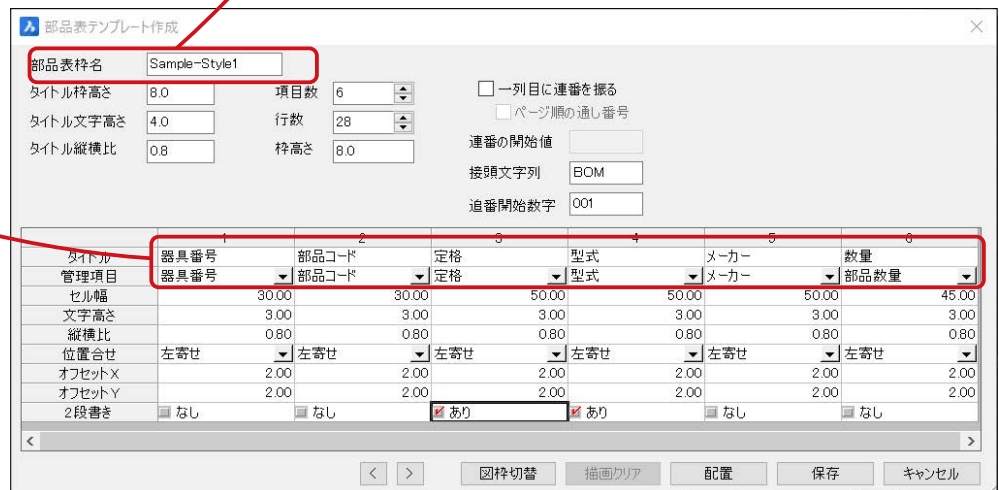 部品表テンプレート作成
部品表枠名 Sample-Style1
タイトル枠高さ 8.0 項目数 6 一列目に連番を振る
ページ順の通し番号
タイトル文字高さ 4.0 行数 28
連番の開始値
タイトル縦横比 0.8 枠高さ 8.0
接頭文字列 BOM
追番開始数字 001
1 2 3 4 5 6
タイトル 器具番号 部品コード 定格 型式 メーカー 数量
管理項目 器具番号 部品コード 定格 型式 メーカー 部品数量
セル幅 30.00 30.00 50.00 50.00 50.00 45.00
文字高さ 3.00 3.00 3.00 3.00 3.00 3.00
縦横比 0.80 0.80 0.80 0.80 0.80 0.80
位置合せ 左寄せ 左寄せ 左寄せ 左寄せ 左寄せ 左寄せ
オフセットX 2.00 2.00 2.00 2.00 2.00 2.00
オフセットY 2.00 2.00 2.00 2.00 2.00 2.00
2段書き なし なし あり あり なし なし
< >
< > 図枠切替 描画クリア 配置 保存 キャンセル